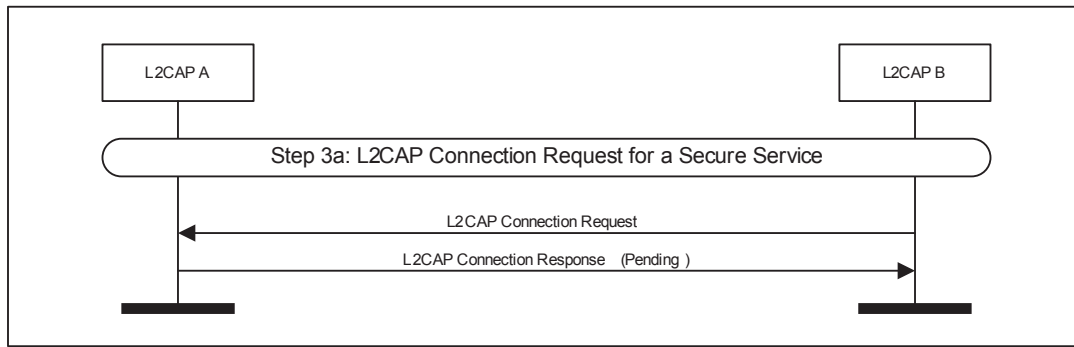 L2CAP A
L2CAP B
Step 3a: L2CAP Connection Request for a Secure Service
L2CAP Connection Request
L2CAP Connection Response (Pending )